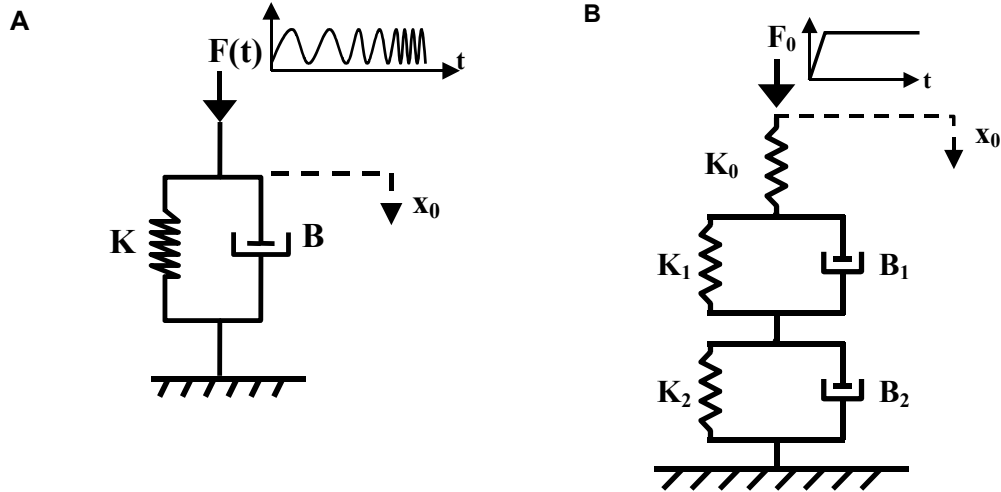 A
F(t)
t
x₀
K
B
B
F₀
t
x₀
K₀
K₁
B₁
K₂
B₂